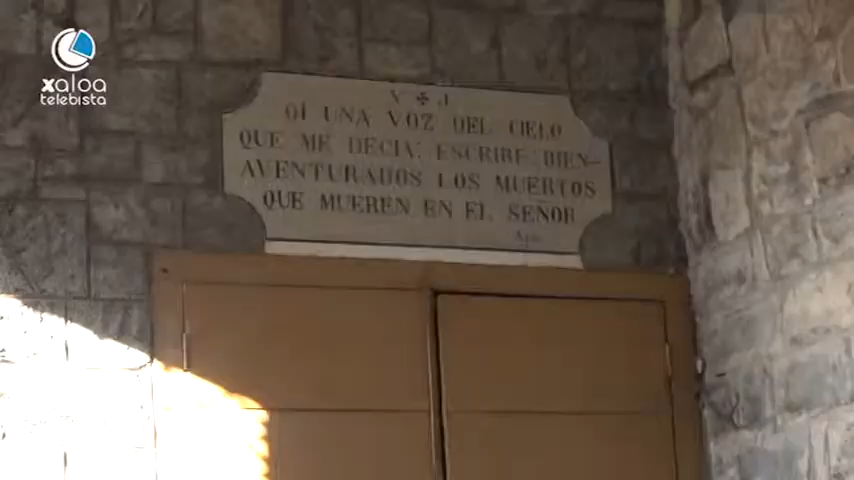 xaloa
telebista
V ✠ J
OÍ UNA VOZ DEL CIELO
QUE ME DECIA: ESCRIBE: BIEN-
AVENTURADOS LOS MUERTOS
QUE MUEREN EN EL SEÑOR